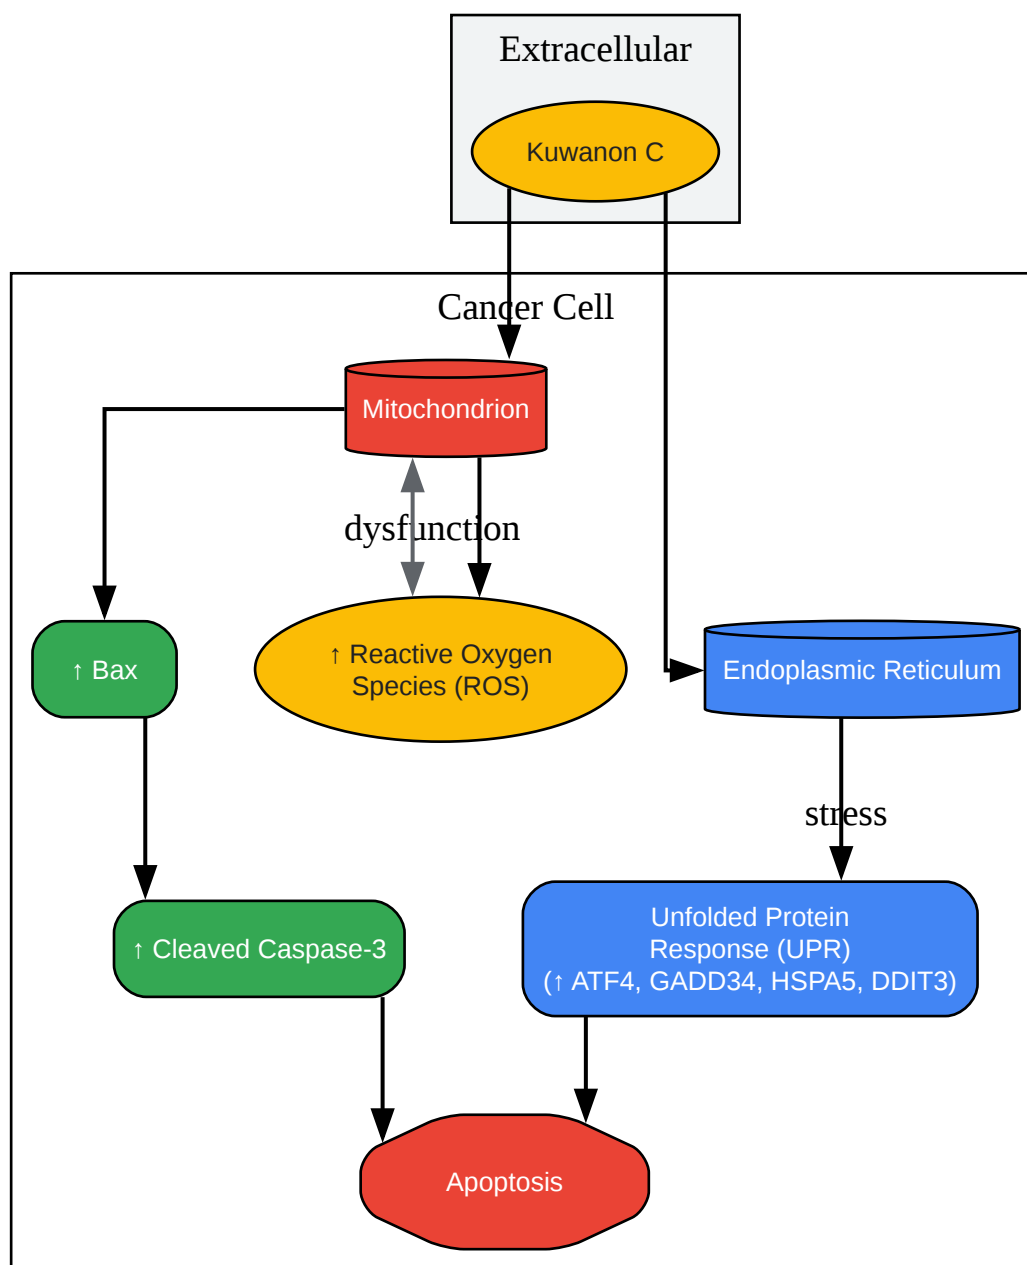 Extracellular
Kuwanon C
Cancer Cell
Mitochondrion
dysfunction
↑ Bax
↑ Reactive Oxygen
Species (ROS)
Endoplasmic Reticulum
stress
↑ Cleaved Caspase-3
Unfolded Protein
Response (UPR)
(↑ ATF4, GADD34, HSPA5, DDIT3)
Apoptosis